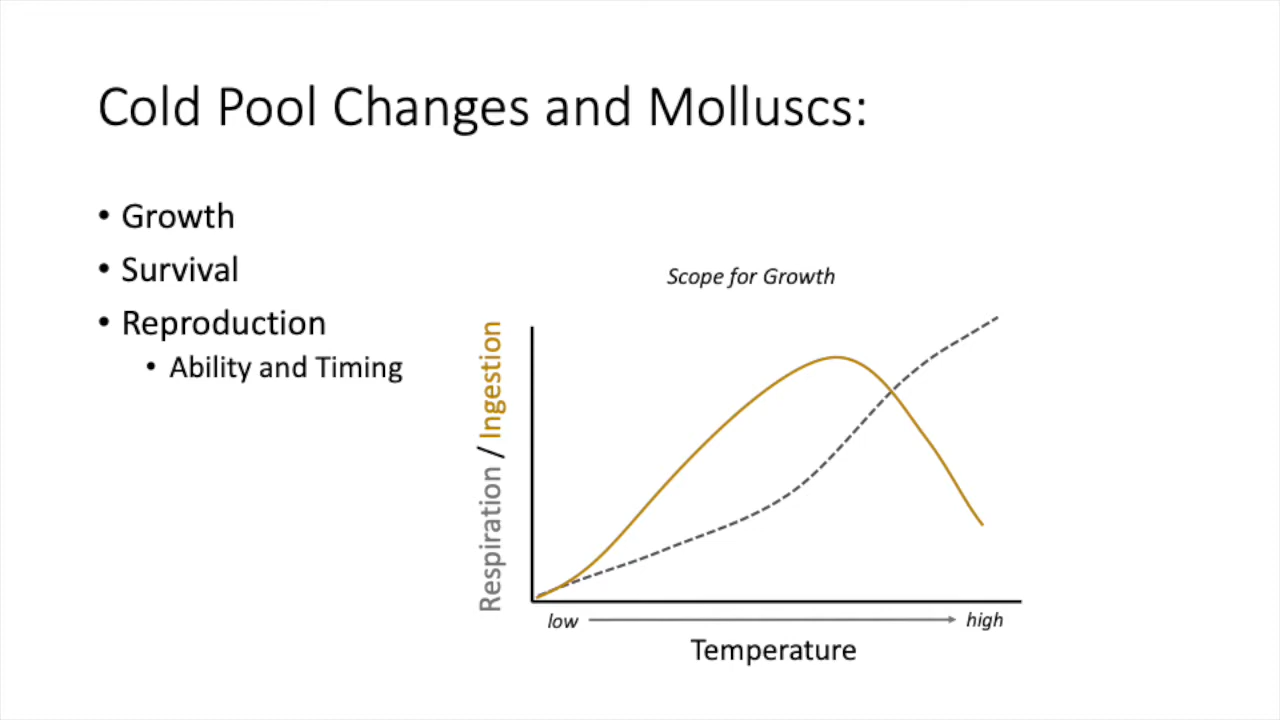 Cold Pool Changes and Molluscs:
• Growth
• Survival
• Reproduction
• Ability and Timing
Scope for Growth
Respiration / Ingestion
low
high
Temperature